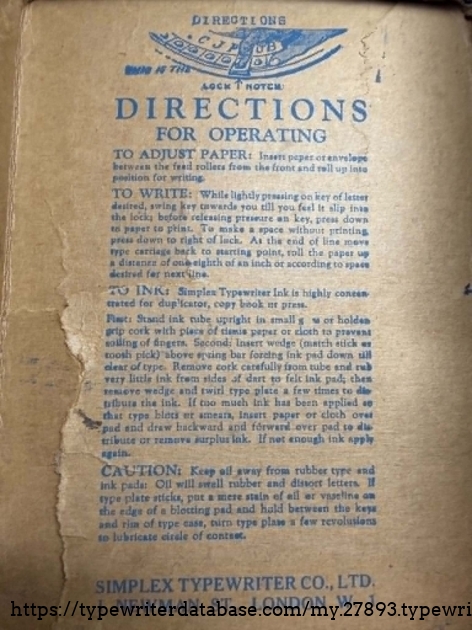 DIRECTIONS
THIS IS THE
LOCK NOTCH
DIRECTIONS
FOR OPERATING
TO ADJUST PAPER: Insert paper or envelope
between the feed rollers from the front and roll up into
position for writing.
TO WRITE: While lightly pressing on key of letter
desired, swing key towards you till you feel it slip into
the lock; before releasing pressure on key, press down
to paper to print. To make a space without printing,
press down to right of lock. At the end of line move
type carriage back to starting point, roll the paper up
a distance of one-eighth of an inch or according to space
desired for next line.
TO INK: Simplex Typewriter Ink is highly concen-
trated for duplicator, copy book or press.
First: Stand ink tube upright in small or holder
grip cork with piece of tissue paper or cloth to prevent
soiling of fingers. Second: Insert wedge (match stick or
tooth pick) above spring bar forcing ink pad down till
clear of type. Remove cork carefully from tube and rub
very little ink from sides of dart to felt ink pad; then
remove wedge and twirl type plate a few times to dis-
tribute the ink. If too much ink has been applied so
that type blots or smears, insert paper or cloth over
pad and draw backward and forward over pad to dis-
tribute or remove surplus ink. If not enough ink apply
again.
CAUTION: Keep oil away from rubber type and
ink pads: Oil will swell rubber and distort letters. If
type plate sticks, put a mere stain of oil or vaseline on
the edge of a blotting pad and hold between the keys
and rim of type case, turn type plate a few revolutions
to lubricate circle of contact.
SIMPLEX TYPEWRITER CO., LTD.
NEWMAN ST., LONDON, W. 1
https://typewriterdatabase.com/my.27893.typewri